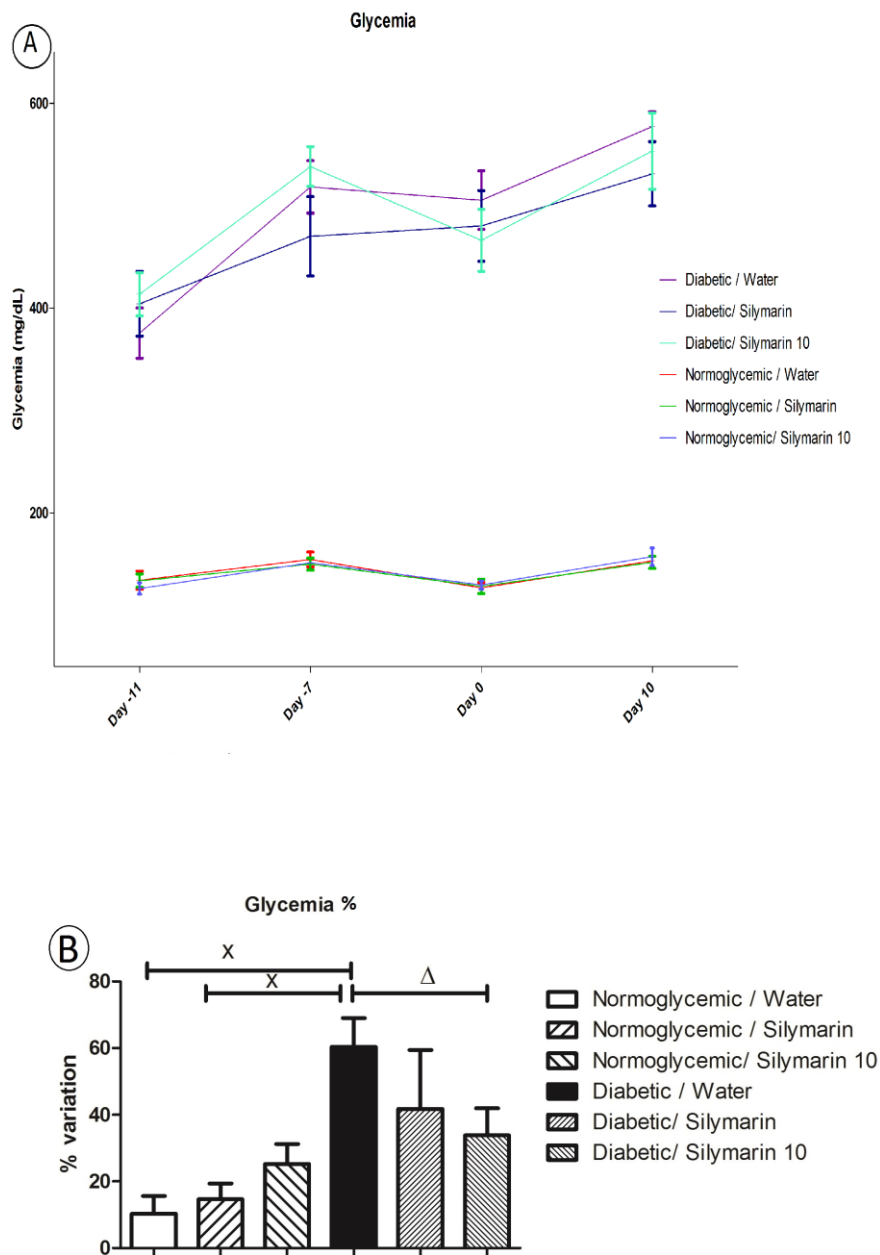 A
Glycemia
Glycemia (mg/dL)
600
400
200
Day -11
Day -7
Day 0
Day 10
Diabetic / Water
Diabetic/ Silymarin
Diabetic/ Silymarin 10
Normoglycemic / Water
Normoglycemic / Silymarin
Normoglycemic/ Silymarin 10
B
Glycemia %
% variation
80
60
40
20
0
X
X
Δ
Normoglycemic / Water
Normoglycemic / Silymarin
Normoglycemic/ Silymarin 10
Diabetic / Water
Diabetic/ Silymarin
Diabetic/ Silymarin 10